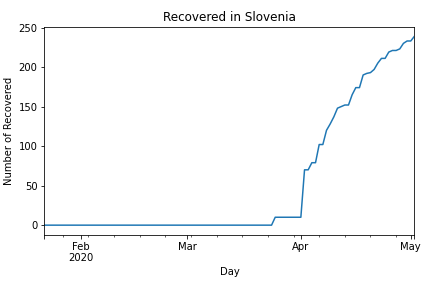 Recovered in Slovenia
Number of Recovered
250
200
150
100
50
0
Feb
2020
Mar
Apr
May
Day